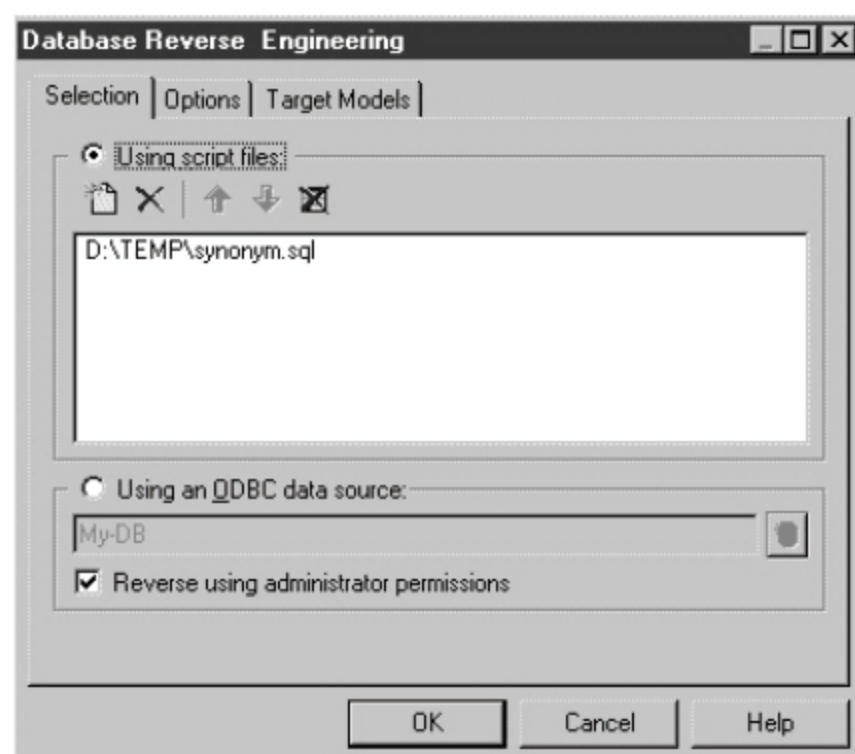 Database Reverse Engineering
Selection Options Target Models
Using script files:
D:\TEMP\synonym.sql
Using an ODBC data source:
My-DB
Reverse using administrator permissions
OK Cancel Help